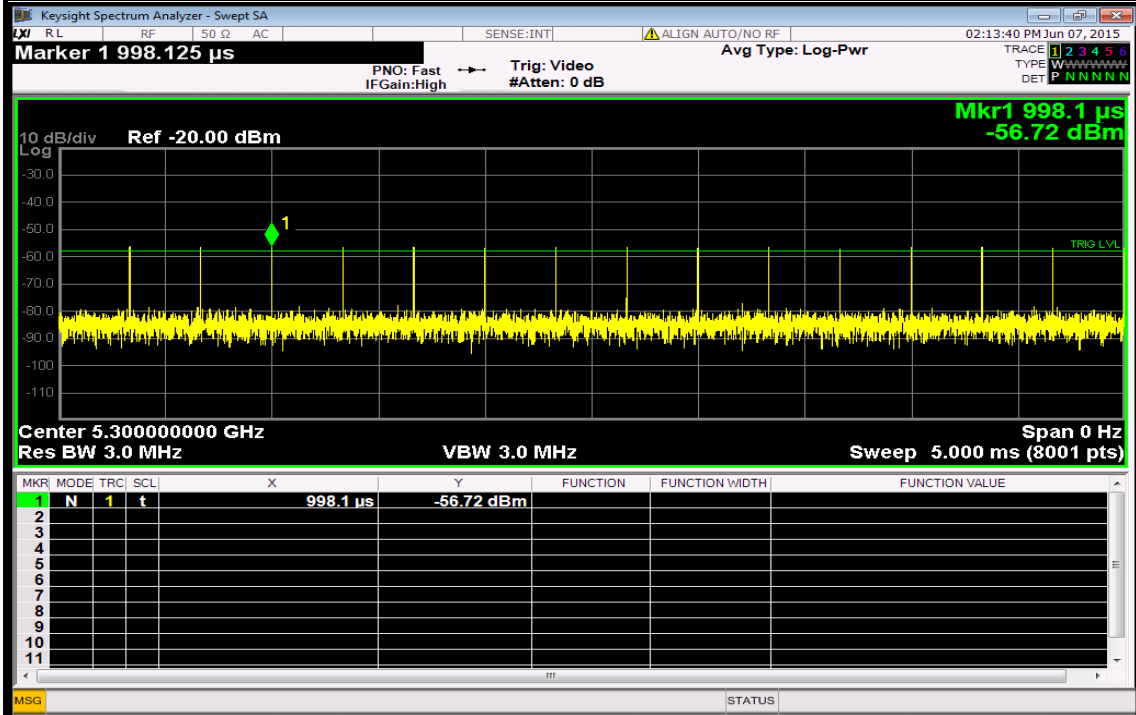 Keysight Spectrum Analyzer - Swept SA
LXI RL RF 50 Ω AC SENSE:INT ALIGN AUTO/NO RF 02:13:40 PM Jun 07, 2015
Marker 1 998.125 µs Avg Type: Log-Pwr TRACE 1 2 3 4 5 6
PNO: Fast Trig: Video TYPE WWWWWW
IFGain:High #Atten: 0 dB DET P N N N N N
Mkr1 998.1 µs
10 dB/div Ref -20.00 dBm -56.72 dBm
Log
-30.0
-40.0
-50.0 1
TRIG LVL
-60.0
-70.0
-80.0
-90.0
-100
-110
Center 5.300000000 GHz Span 0 Hz
Res BW 3.0 MHz VBW 3.0 MHz Sweep 5.000 ms (8001 pts)
MKR MODE TRC SCL X Y FUNCTION FUNCTION WIDTH FUNCTION VALUE
1 N 1 t 998.1 µs -56.72 dBm
2
3
4
5
6
7
8
9
10
11
MSG STATUS